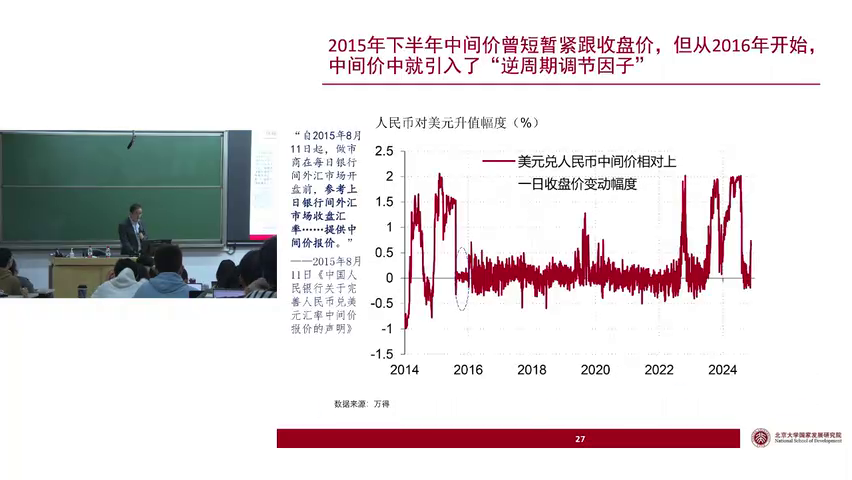 2015年下半年中间价曾短暂紧跟收盘价，但从2016年开始，
中间价中就引入了“逆周期调节因子”
“自2015年8月
11日起，做市
商在每日银行
间外汇市场开
盘前，参考上
日银行间外汇
市场收盘汇
率……提供中
间价报价。”
——2015年8月
11日《中国人
民银行关于完
善人民币兑美
元汇率中间价
报价的声明》
人民币对美元升值幅度（%）
美元兑人民币中间价相对上
一日收盘价变动幅度
2.5
2
1.5
1
0.5
0
-0.5
-1
-1.5
2014 2016 2018 2020 2022 2024
数据来源：万得
27
北京大学国家发展研究院
National School of Development